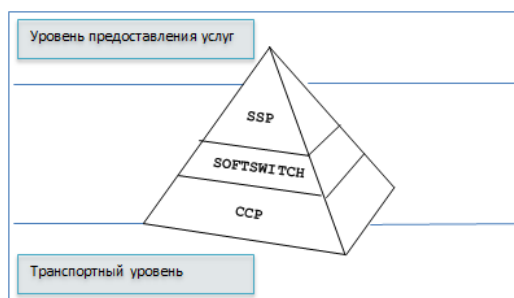 Уровень предоставления услуг
SSP
SOFTSWITCH
CCP
Транспортный уровень